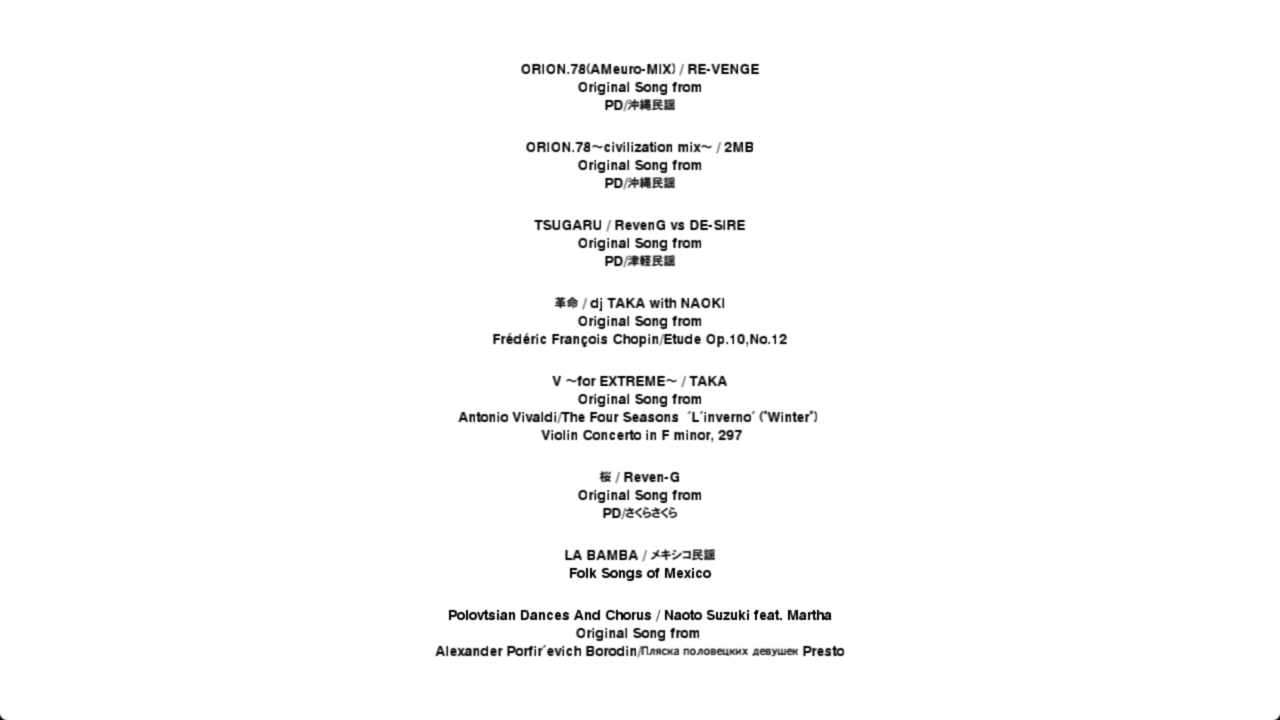 ORION.78(AMeuro-MIX) / RE-VENGE
Original Song from
PD/沖縄民謡
ORION.78～civilization mix～ / 2MB
Original Song from
PD/沖縄民謡
TSUGARU / RevenG vs DE-SIRE
Original Song from
PD/津軽民謡
革命 / dj TAKA with NAOKI
Original Song from
Frédéric François Chopin/Etude Op.10,No.12
V ～for EXTREME～ / TAKA
Original Song from
Antonio Vivaldi/The Four Seasons ´L´inverno´ ("Winter")
Violin Concerto in F minor, 297
桜 / Reven-G
Original Song from
PD/さくらさくら
LA BAMBA / メキシコ民謡
Folk Songs of Mexico
Polovtsian Dances And Chorus / Naoto Suzuki feat. Martha
Original Song from
Alexander Porfir´evich Borodin/Пляска половецких девушек Presto